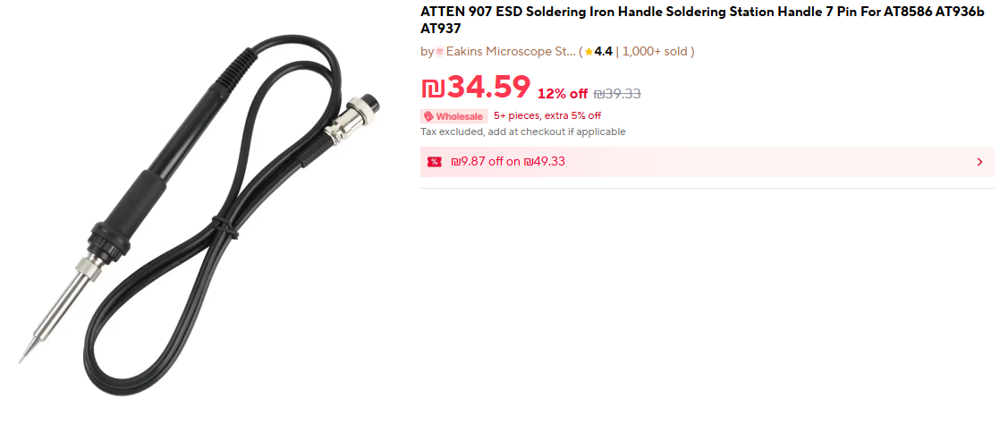 ATTEN 907 ESD Soldering Iron Handle Soldering Station Handle 7 Pin For AT8586 AT936b
AT937
by Eakins Microscope St... ( 4.4 | 1,000+ sold )
₪34.59 12% off ₪39.33
Wholesale 5+ pieces, extra 5% off
Tax excluded, add at checkout if applicable
% ₪9.87 off on ₪49.33